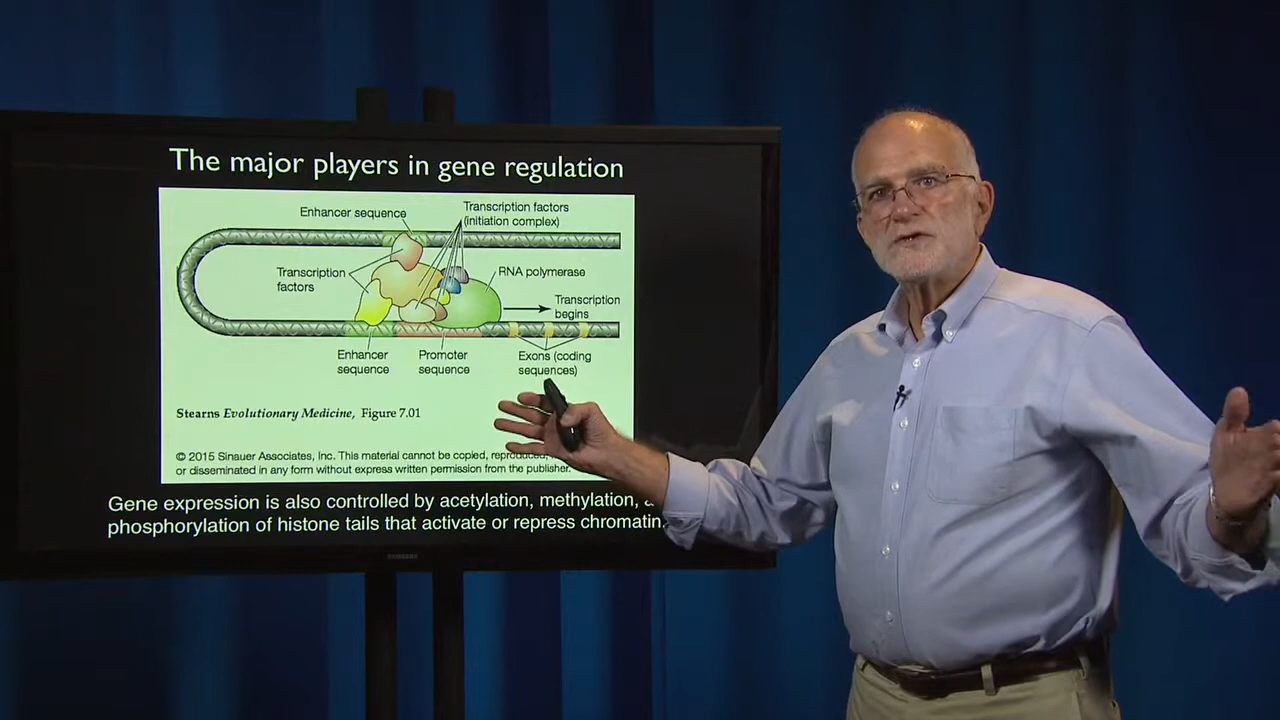 The major players in gene regulation
Enhancer sequence
Transcription factors
(initiation complex)
Transcription
factors
RNA polymerase
Transcription
begins
Enhancer
sequence
Promoter
sequence
Exons (coding
sequences)
Stearns Evolutionary Medicine, Figure 7.01
© 2015 Sinauer Associates, Inc. This material cannot be copied, reproduced,
or disseminated in any form without express written permission from the publisher.
Gene expression is also controlled by acetylation, methylation,
phosphorylation of histone tails that activate or repress chromatin.
SAMSUNG